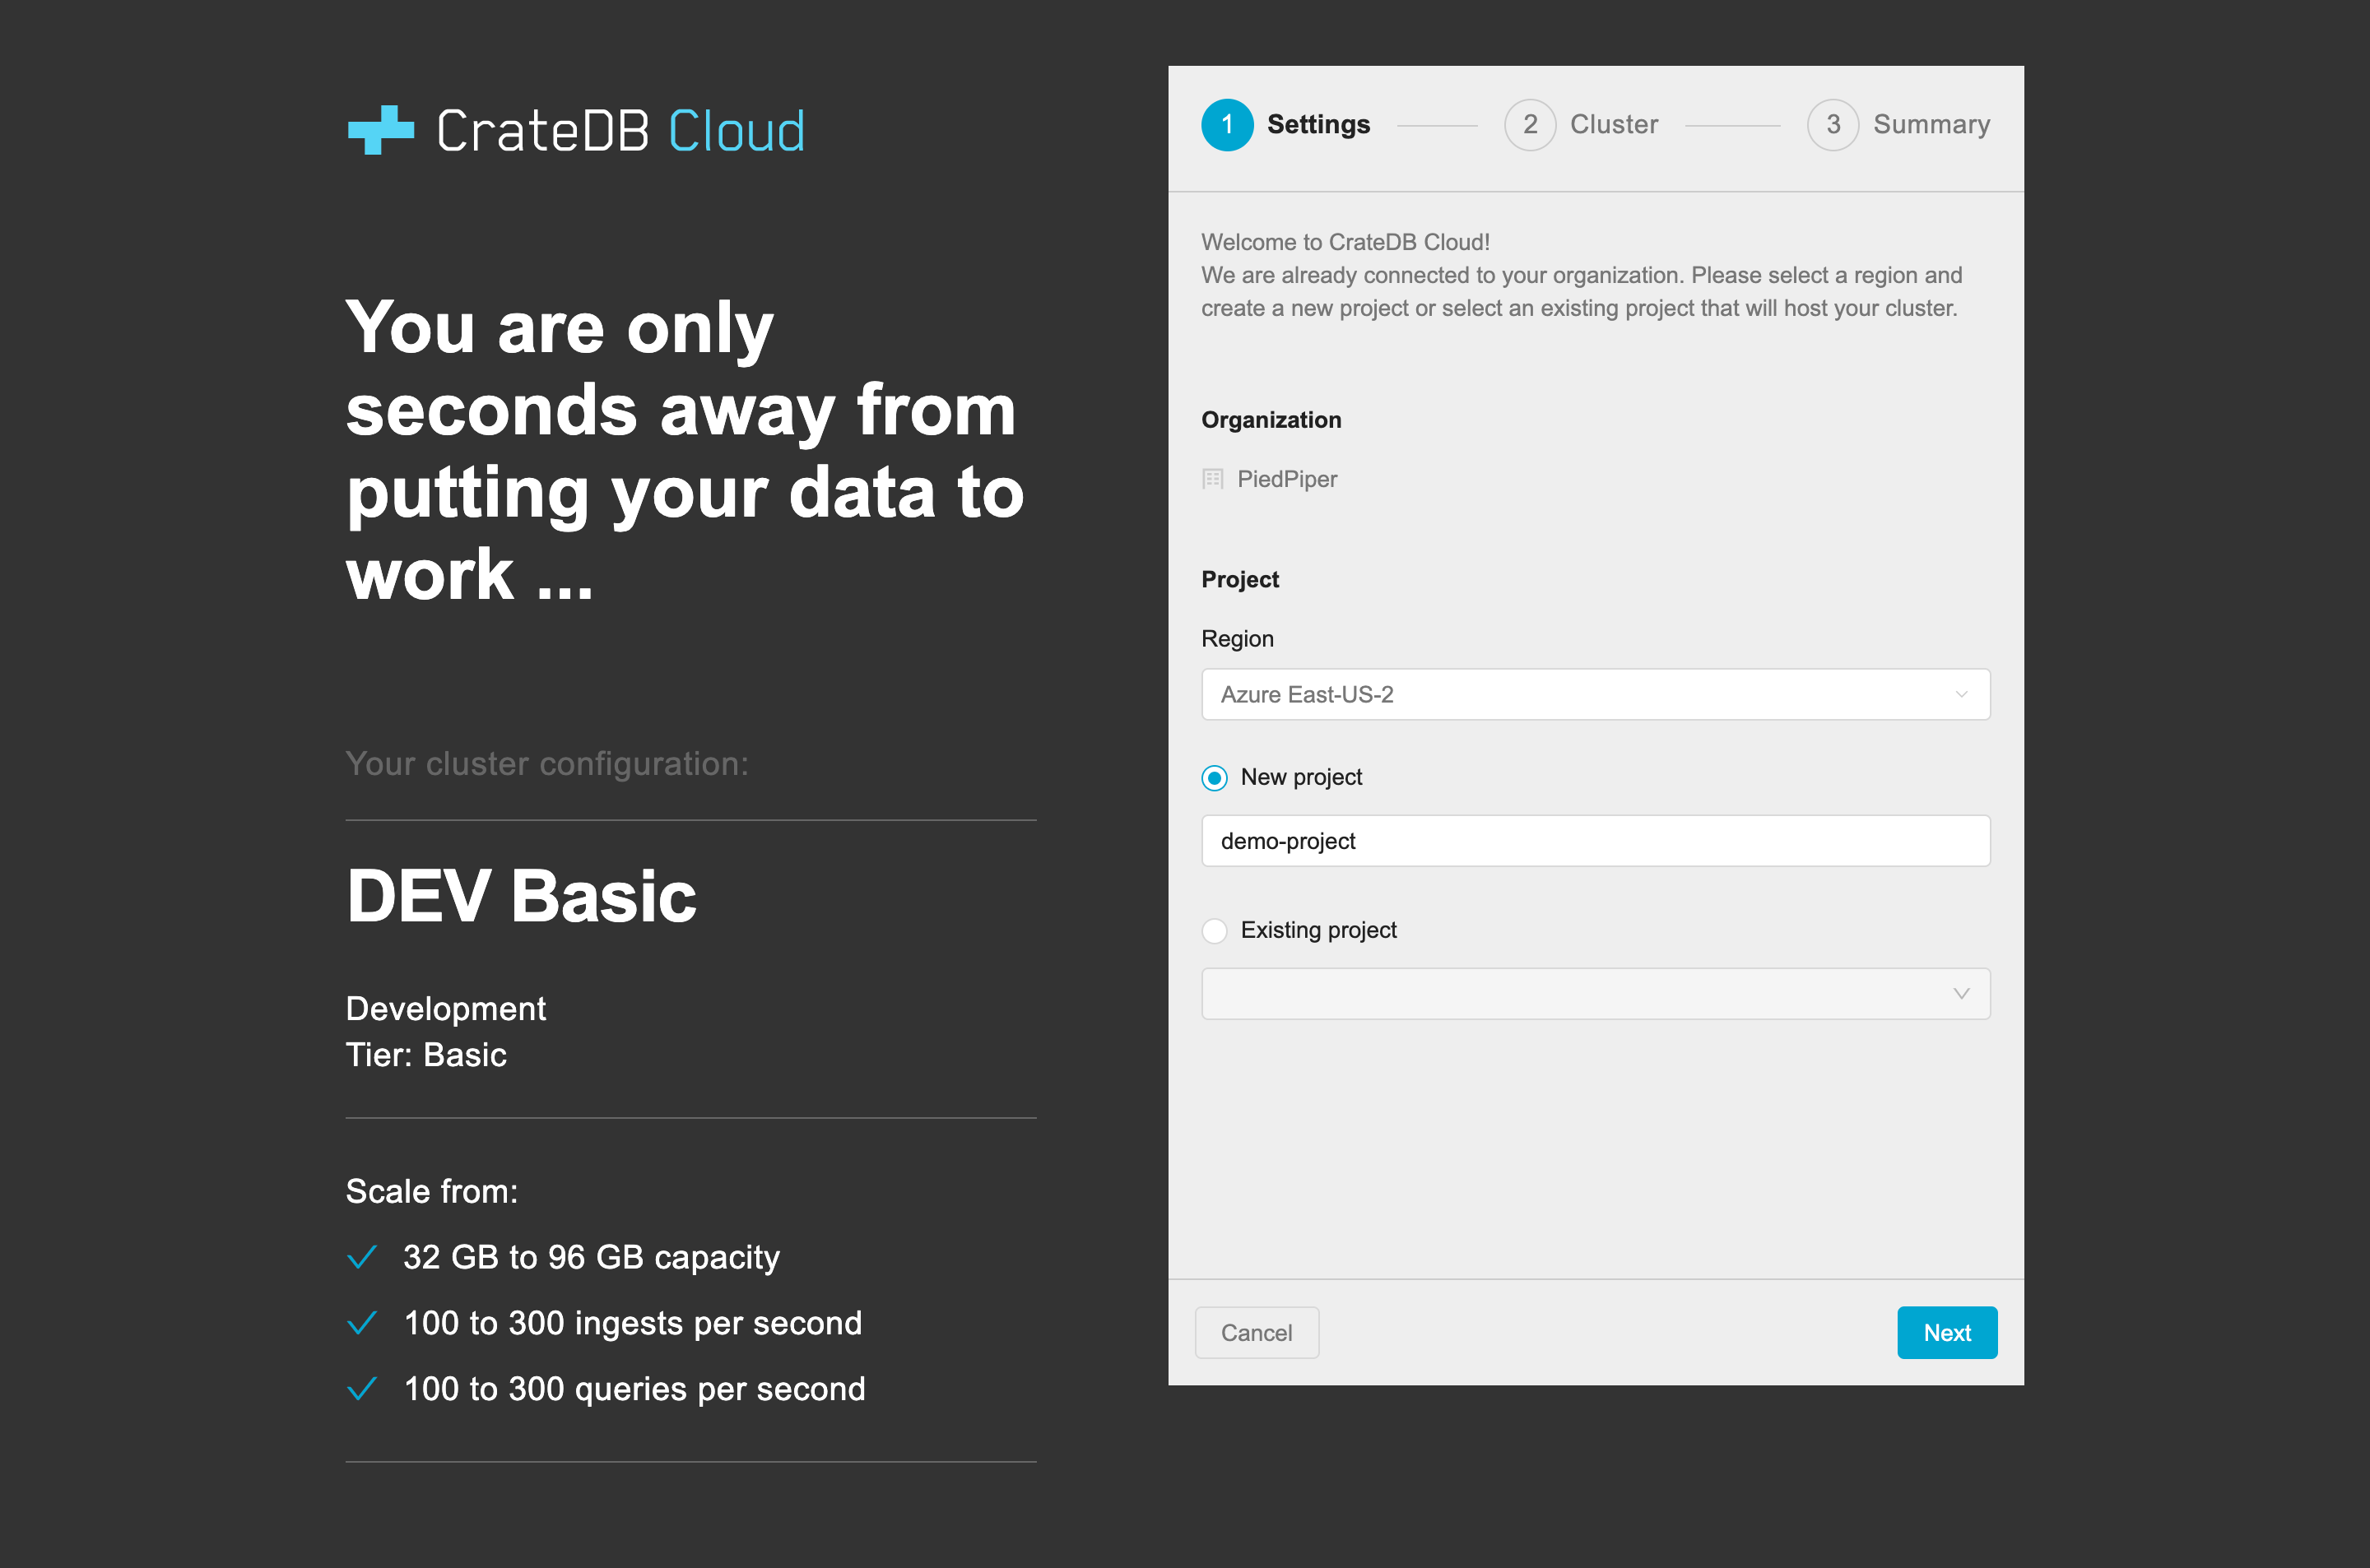 CrateDB Cloud
You are only
seconds away from
putting your data to
work ...
Your cluster configuration:
DEV Basic
Development
Tier: Basic
Scale from:
32 GB to 96 GB capacity
100 to 300 ingests per second
100 to 300 queries per second
1 Settings 2 Cluster 3 Summary
Welcome to CrateDB Cloud!
We are already connected to your organization. Please select a region and
create a new project or select an existing project that will host your cluster.
Organization
PiedPiper
Project
Region
Azure East-US-2
New project
demo-project
Existing project
Cancel Next